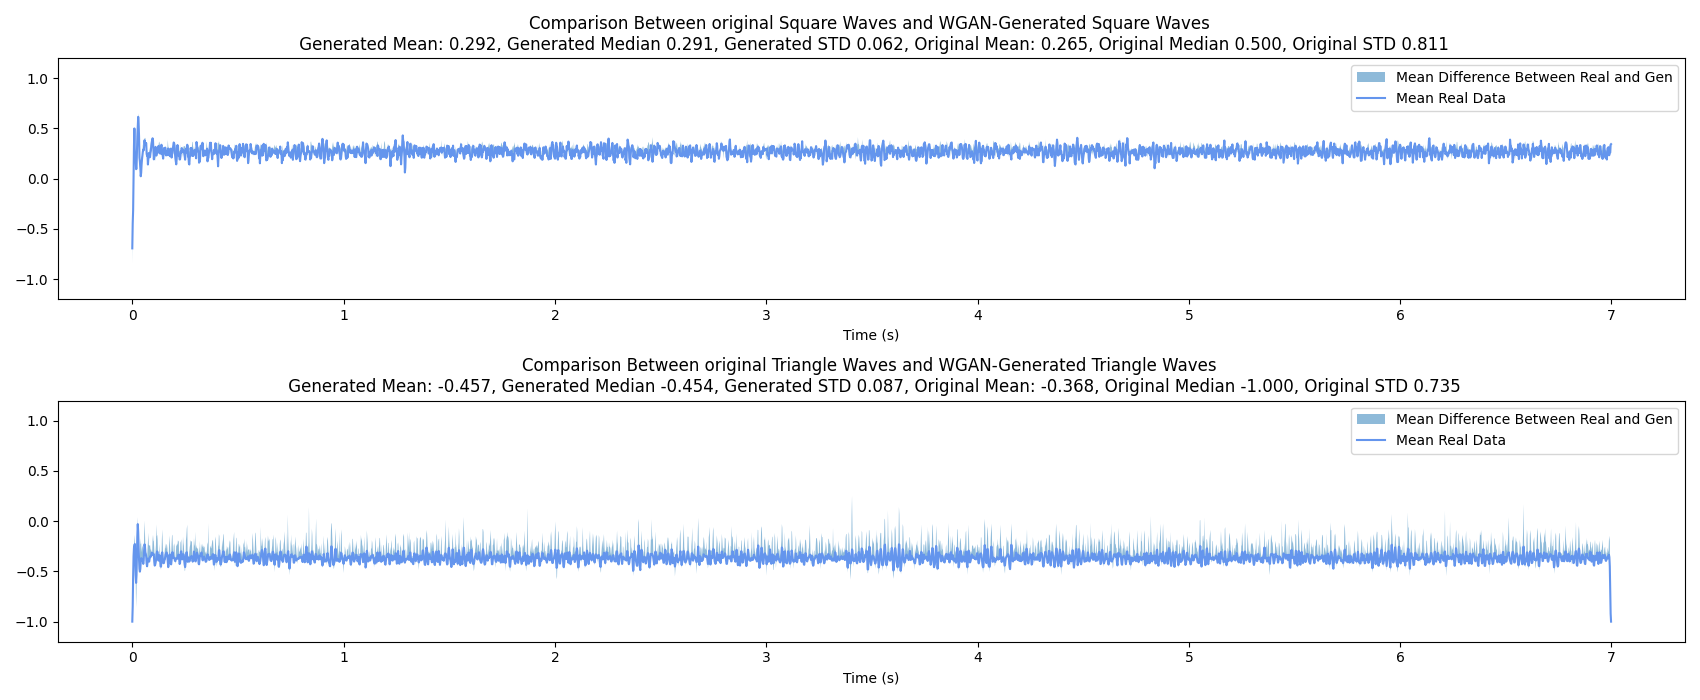 Comparison Between original Square Waves and WGAN-Generated Square Waves
Generated Mean: 0.292, Generated Median 0.291, Generated STD 0.062, Original Mean: 0.265, Original Median 0.500, Original STD 0.811
Mean Difference Between Real and Gen
Mean Real Data
1.0
0.5
0.0
−0.5
−1.0
0 1 2 3 4 5 6 7
Time (s)
Comparison Between original Triangle Waves and WGAN-Generated Triangle Waves
Generated Mean: -0.457, Generated Median -0.454, Generated STD 0.087, Original Mean: -0.368, Original Median -1.000, Original STD 0.735
Mean Difference Between Real and Gen
Mean Real Data
1.0
0.5
0.0
−0.5
−1.0
0 1 2 3 4 5 6 7
Time (s)